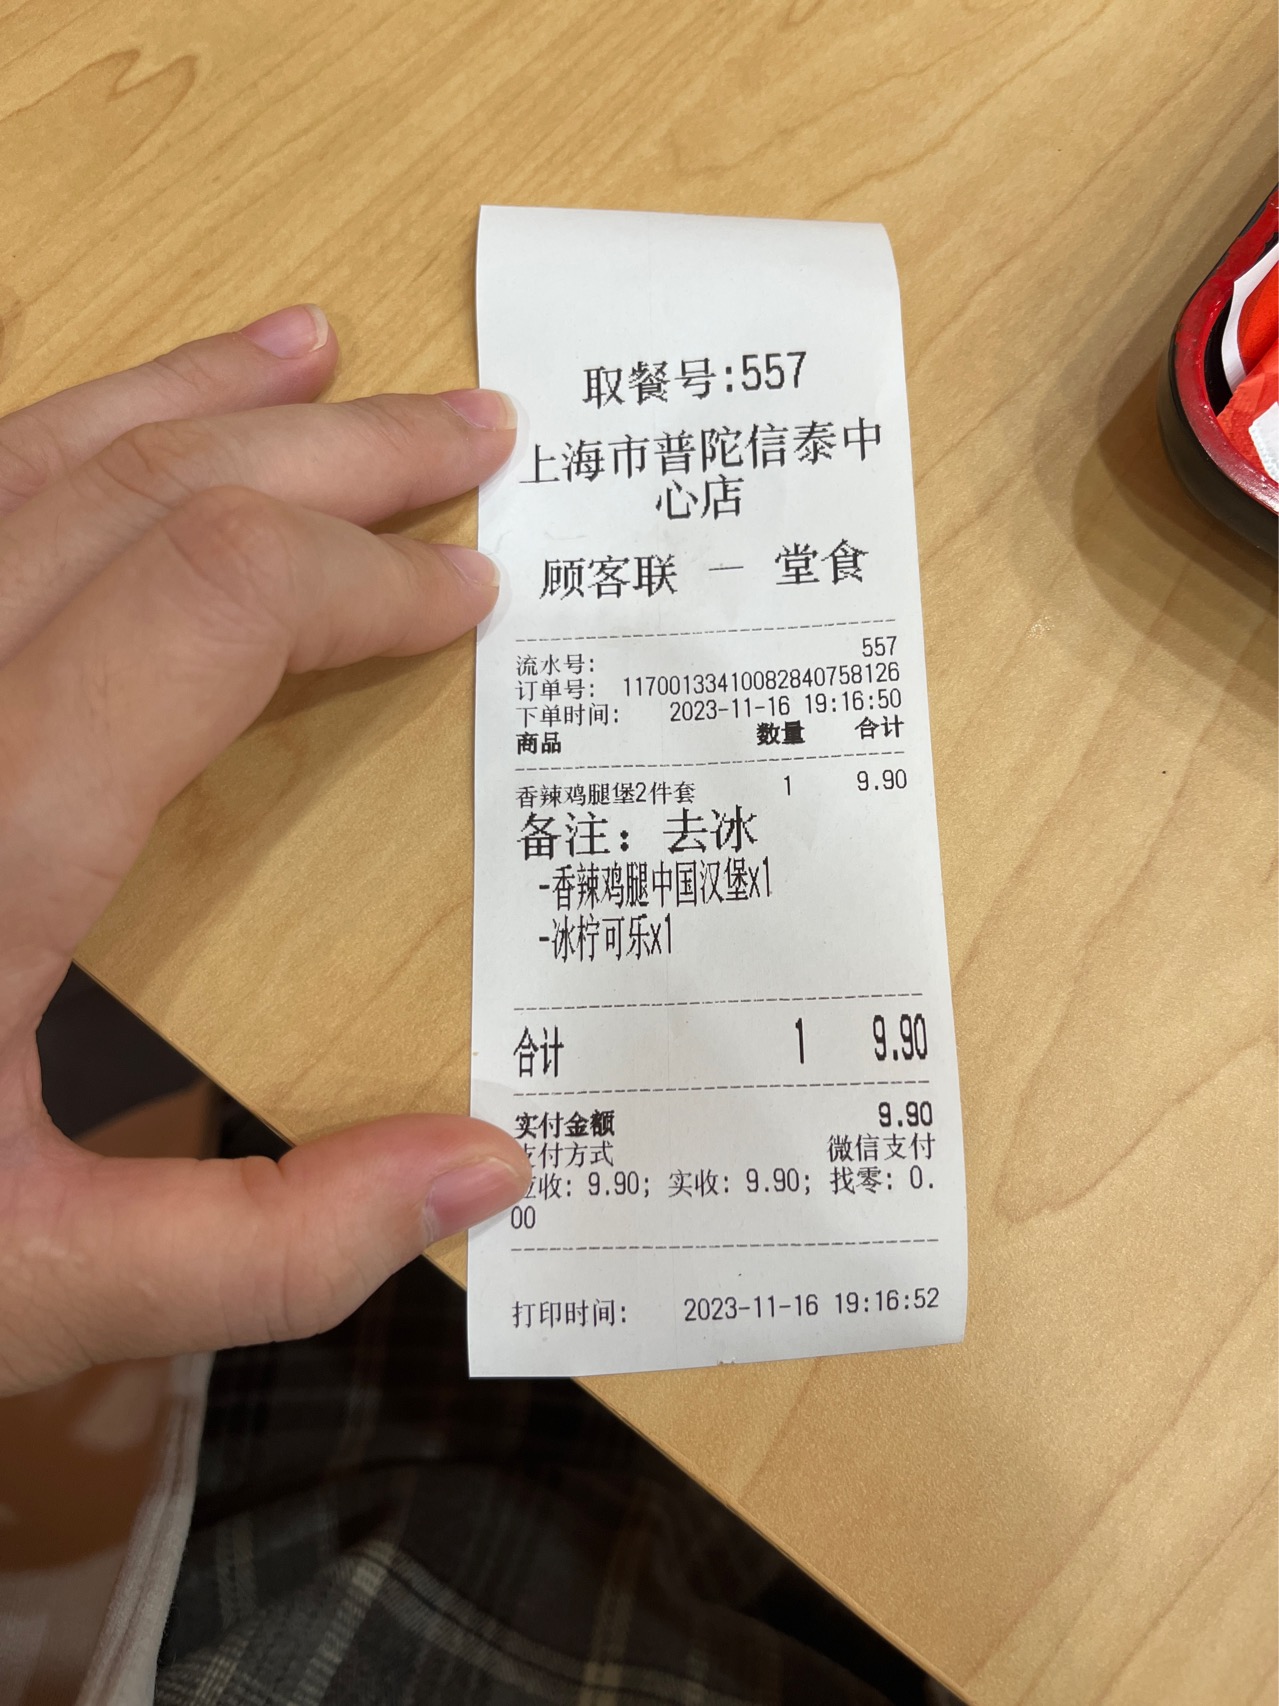 取餐号:557
上海市普陀信泰中
心店
顾客联 — 堂食
流水号: 557
订单号: 11700133410082840758126
下单时间: 2023-11-16 19:16:50
商品 数量 合计
香辣鸡腿堡2件套 1 9.90
备注: 去冰
-香辣鸡腿中国汉堡x1
-冰柠可乐x1
合计 1 9.90
实付金额 9.90
支付方式 微信支付
应收: 9.90; 实收: 9.90; 找零: 0.
00
打印时间: 2023-11-16 19:16:52